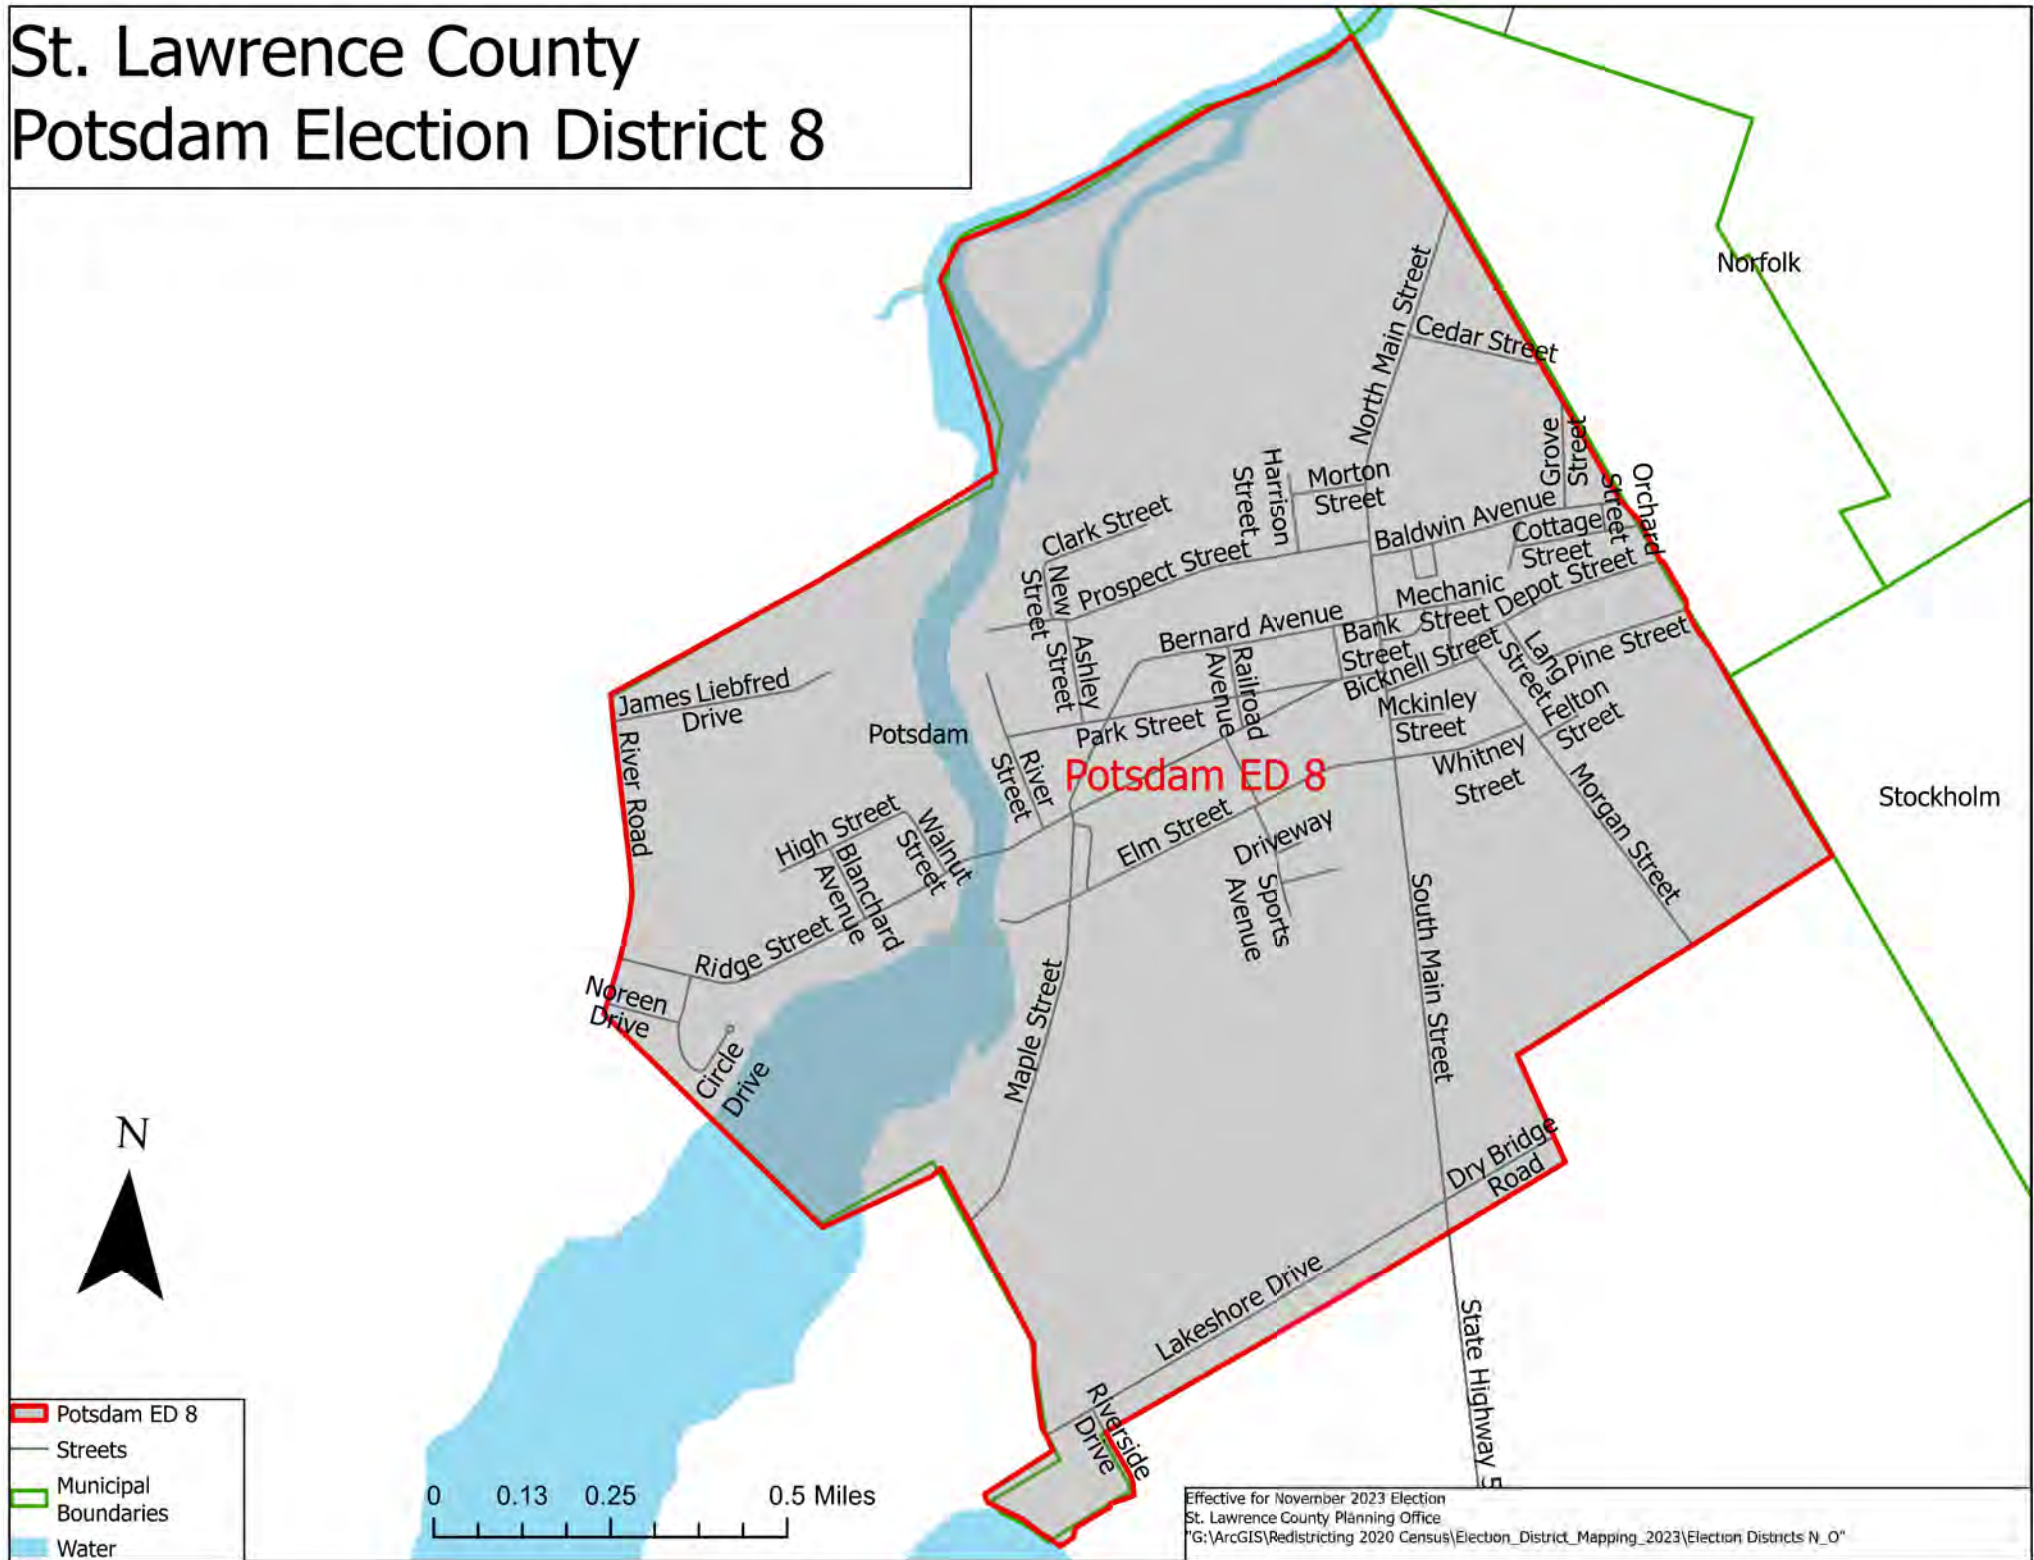 St. Lawrence County
Potsdam Election District 8
Norfolk
North Main Street
Cedar Street
Grove
Street
Orchard
Street
Harrison
Street
Morton
Street
Clark Street
Baldwin Avenue
Cottage
Street
New
Street
Prospect Street
Mechanic
Street
Depot Street
Bernard Avenue
Bank
Street
Ashley
Street
Railroad
Avenue
Bicknell Street
Lang
Street
Pine Street
James Liebfred
Drive
Potsdam
Park Street
Mckinley
Street
Felton
Street
River Road
River
Street
Potsdam ED 8
Whitney
Street
Stockholm
High Street
Walnut
Street
Elm Street
Driveway
Morgan Street
Blanchard
Avenue
Ridge Street
Sports
Avenue
South Main Street
Noreen
Drive
Maple Street
Circle
Drive
N
Dry Bridge
Road
Lakeshore Drive
State Highway 5
Riverside
Drive
Potsdam ED 8
Streets
Municipal
Boundaries
Water
0 0.13 0.25 0.5 Miles
Effective for November 2023 Election
St. Lawrence County Planning Office
"G:\ArcGIS\Redistricting 2020 Census\Election_District_Mapping_2023\Election Districts N_O"